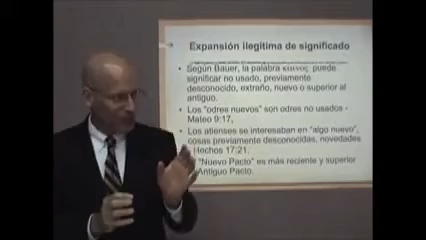 Expansión ilegítima de significado
Según Bauer, la palabra καινος, puede
significar no usado, previamente
desconocido, extraño, nuevo o superior al
antiguo.
Los "odres nuevos" son odres no usados -
Mateo 9:17,
Los atienses se interesaban en "algo nuevo",
cosas previamente desconocidas, novedades
Hechos 17:21.
"Nuevo Pacto" es más reciente y superior
Antiguo Pacto.